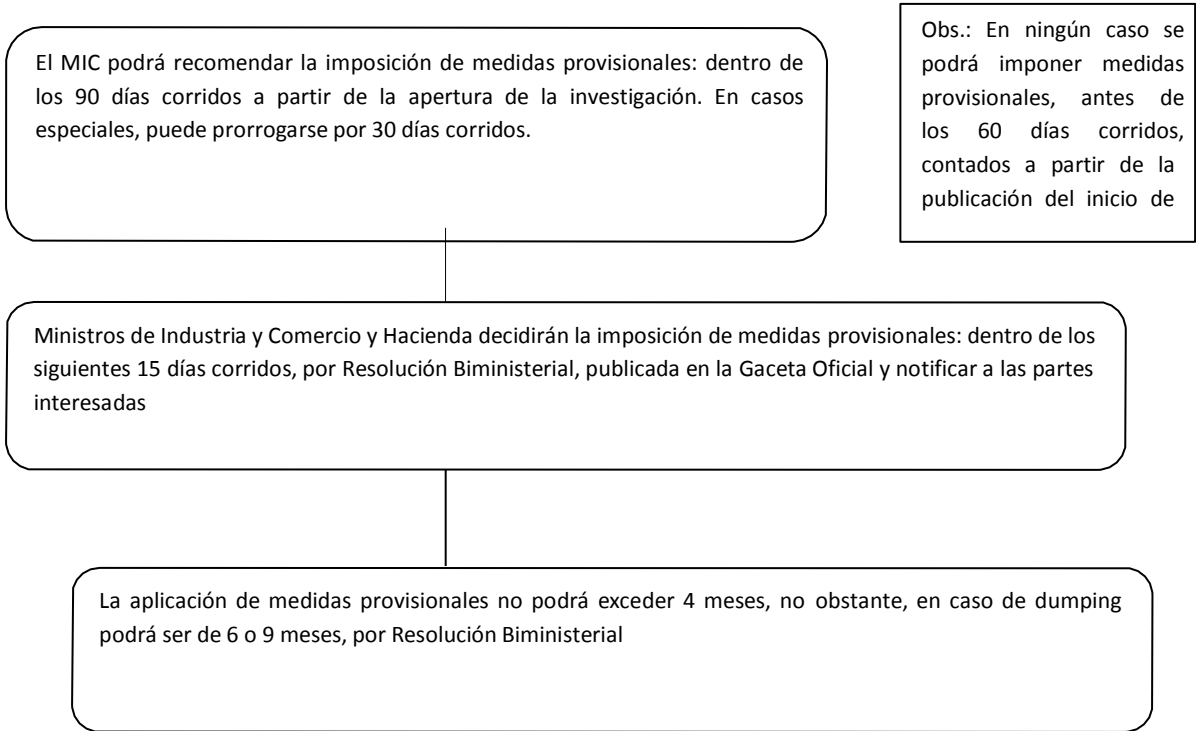 El MIC podrá recomendar la imposición de medidas provisionales: dentro de
los 90 días corridos a partir de la apertura de la investigación. En casos
especiales, puede prorrogarse por 30 días corridos.
Obs.: En ningún caso se
podrá imponer medidas
provisionales, antes de
los 60 días corridos,
contados a partir de la
publicación del inicio de
Ministros de Industria y Comercio y Hacienda decidirán la imposición de medidas provisionales: dentro de los
siguientes 15 días corridos, por Resolución Biministerial, publicada en la Gaceta Oficial y notificar a las partes
interesadas
La aplicación de medidas provisionales no podrá exceder 4 meses, no obstante, en caso de dumping
podrá ser de 6 o 9 meses, por Resolución Biministerial